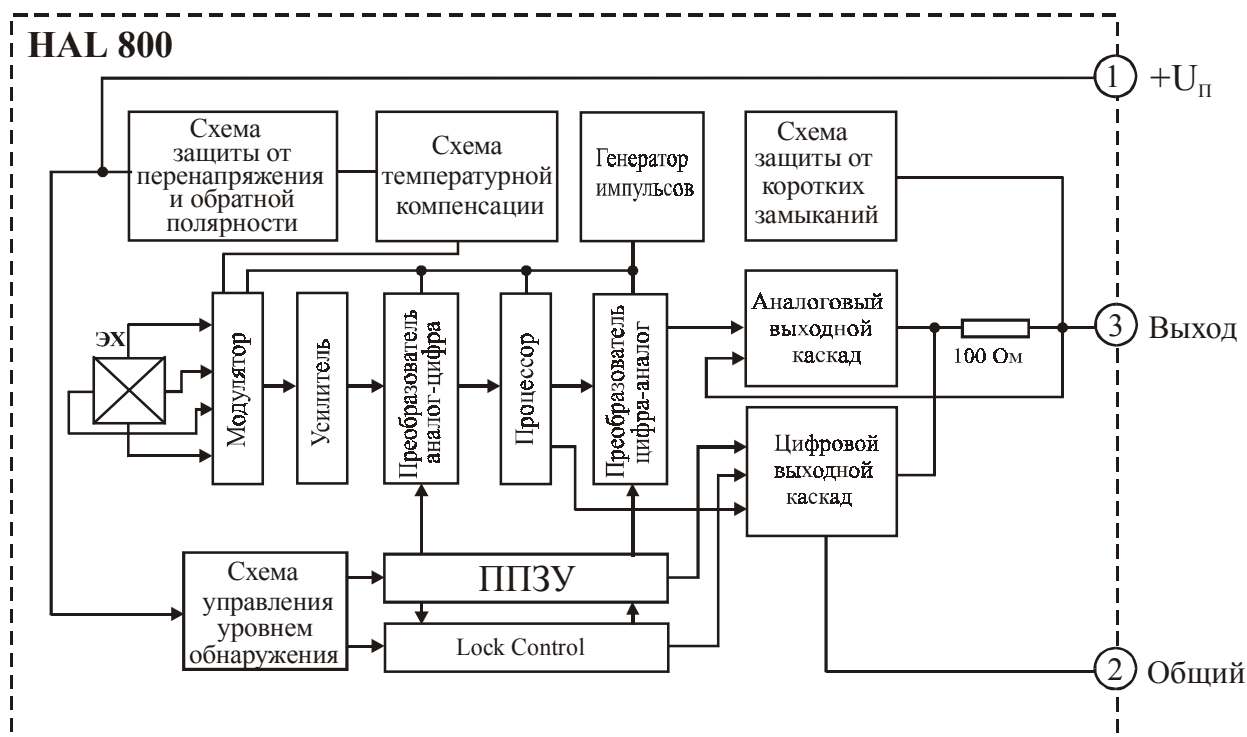 HAL 800
1 +UП
Схема
защиты от
перенапряжения
и обратной
полярности
Схема
температурной
компенсации
Генератор
импульсов
Схема
защиты от
коротких
замыканий
ЭХ
Модулятор
Усилитель
Преобразователь
аналог-цифра
Процессор
Преобразователь
цифра-аналог
Аналоговый
выходной
каскад
100 Ом
3 Выход
Цифровой
выходной
каскад
Схема
управления
уровнем
обнаружения
ППЗУ
Lock Control
2 Общий